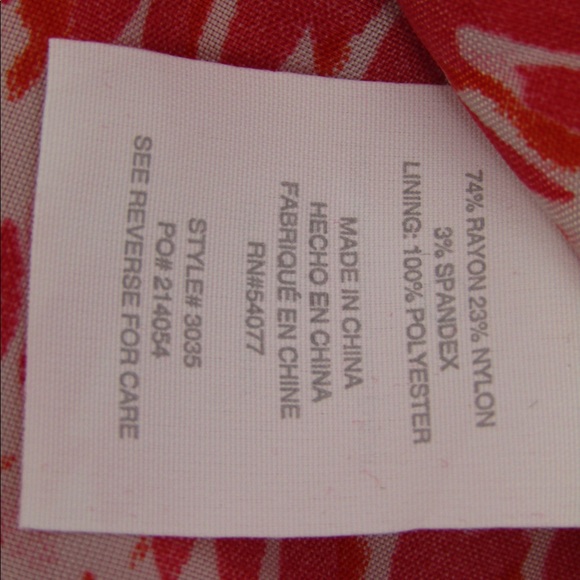 74% RAYON 23% NYLON
3% SPANDEX
LINING: 100% POLYESTER
MADE IN CHINA
HECHO EN CHINA
FABRIQUÉ EN CHINE
RN#54077
STYLE# 3035
PO# 214054
SEE REVERSE FOR CARE